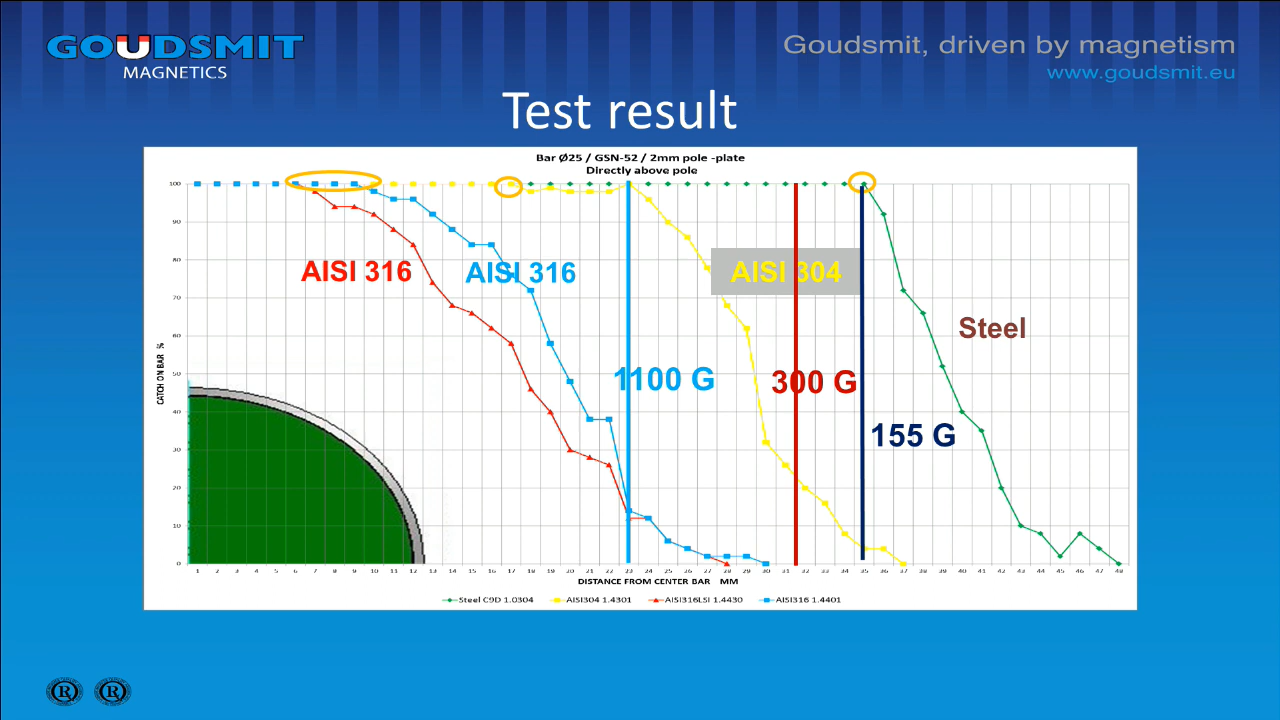 GOUDSMIT
MAGNETICS
Goudsmit, driven by magnetism
www.goudsmit.eu
Test result
Bar Ø25 / GSN-52 / 2mm pole -plate
Directly above pole
100
90
80
70
60
50
40
30
20
10
0
CATCH ON BAR %
AISI 316
AISI 316
AISI 304
Steel
1100 G
300 G
155 G
1 2 3 4 5 6 7 8 9 10 11 12 13 14 15 16 17 18 19 20 21 22 23 24 25 26 27 28 29 30 31 32 33 34 35 36 37 38 39 40 41 42 43 44 45 46 47 48
DISTANCE FROM CENTER BAR MM
Steel C9D 1.0304 AISI304 1.4301 AISI316LSI 1.4430 AISI316 1.4401
R R